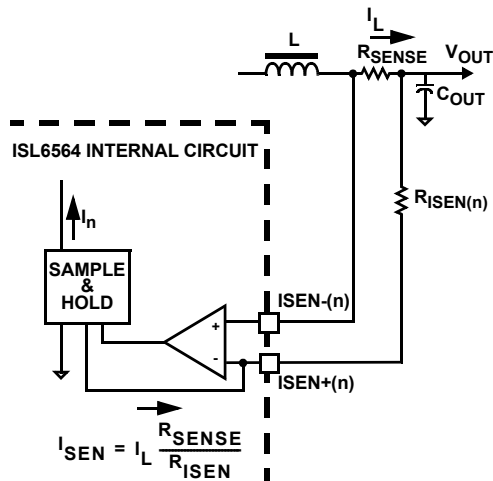 I_L
L
R_SENSE
V_OUT
C_OUT
ISL6564 INTERNAL CIRCUIT
R_ISEN(n)
I_n
SAMPLE
&
HOLD
ISEN-(n)
+
-
ISEN+(n)
I_SEN = I_L R_SENSE / R_ISEN